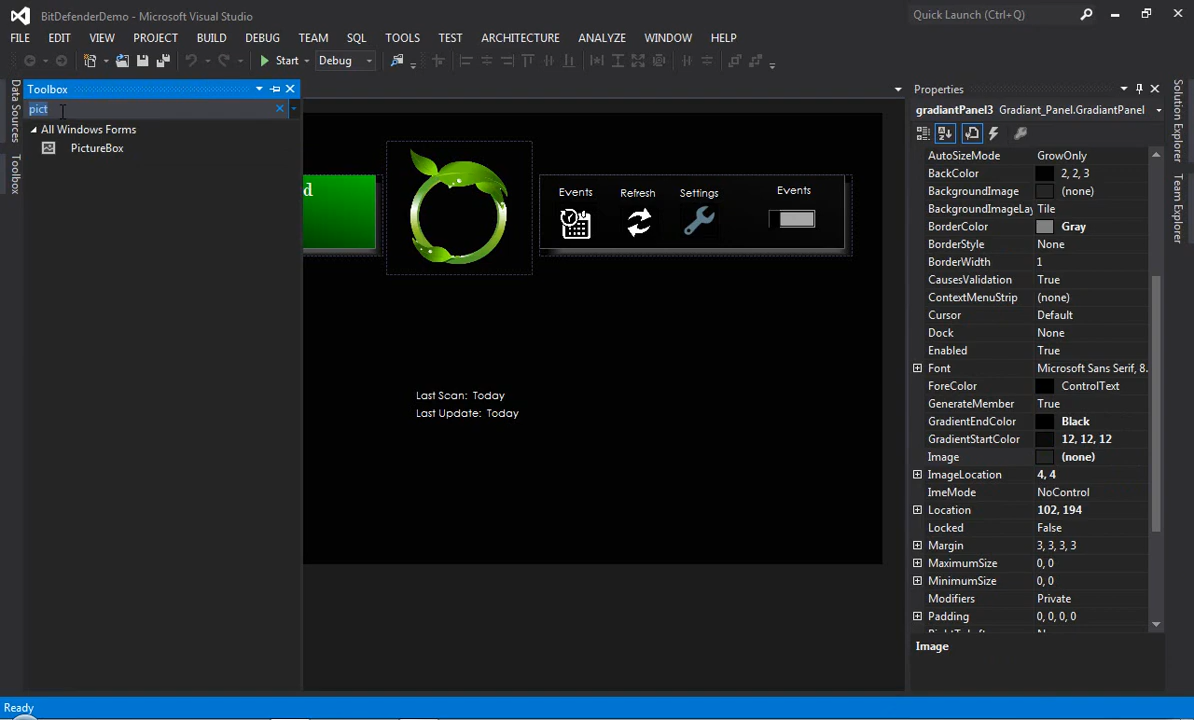 BitDefenderDemo - Microsoft Visual Studio
Quick Launch (Ctrl+Q)
FILE EDIT VIEW PROJECT BUILD DEBUG TEAM SQL TOOLS TEST ARCHITECTURE ANALYZE WINDOW HELP
Start Debug
Data Sources
Toolbox
Toolbox
pict
All Windows Forms
PictureBox
d
Events Refresh Settings Events
Last Scan: Today
Last Update: Today
Properties
gradiantPanel3 Gradiant_Panel.GradiantPanel
AutoSizeMode GrowOnly
BackColor 2, 2, 3
BackgroundImage (none)
BackgroundImageLay Tile
BorderColor Gray
BorderStyle None
BorderWidth 1
CausesValidation True
ContextMenuStrip (none)
Cursor Default
Dock None
Enabled True
Font Microsoft Sans Serif, 8.
ForeColor ControlText
GenerateMember True
GradientEndColor Black
GradientStartColor 12, 12, 12
Image (none)
ImageLocation 4, 4
ImeMode NoControl
Location 102, 194
Locked False
Margin 3, 3, 3, 3
MaximumSize 0, 0
MinimumSize 0, 0
Modifiers Private
Padding 0, 0, 0, 0
Image
Solution Explorer
Team Explorer
Ready